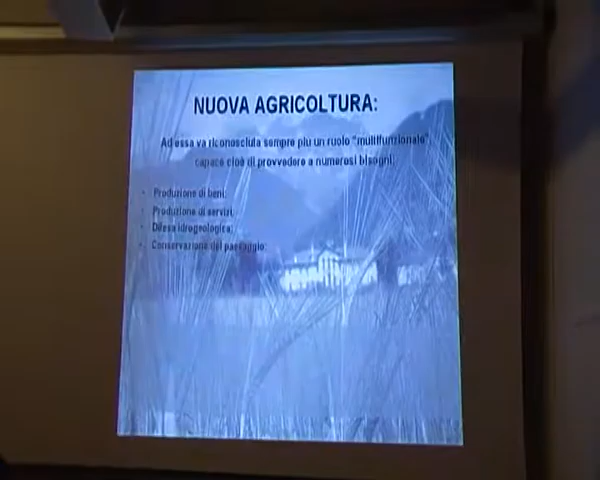 NUOVA AGRICOLTURA:
Ad essa va riconosciuta sempre più un ruolo "multifunzionale"
capace cioè di provvedere a numerosi bisogni:
• Produzione di beni;
• Produzione di servizi;
• Difesa idrogeologica;
• Conservazione del paesaggio;